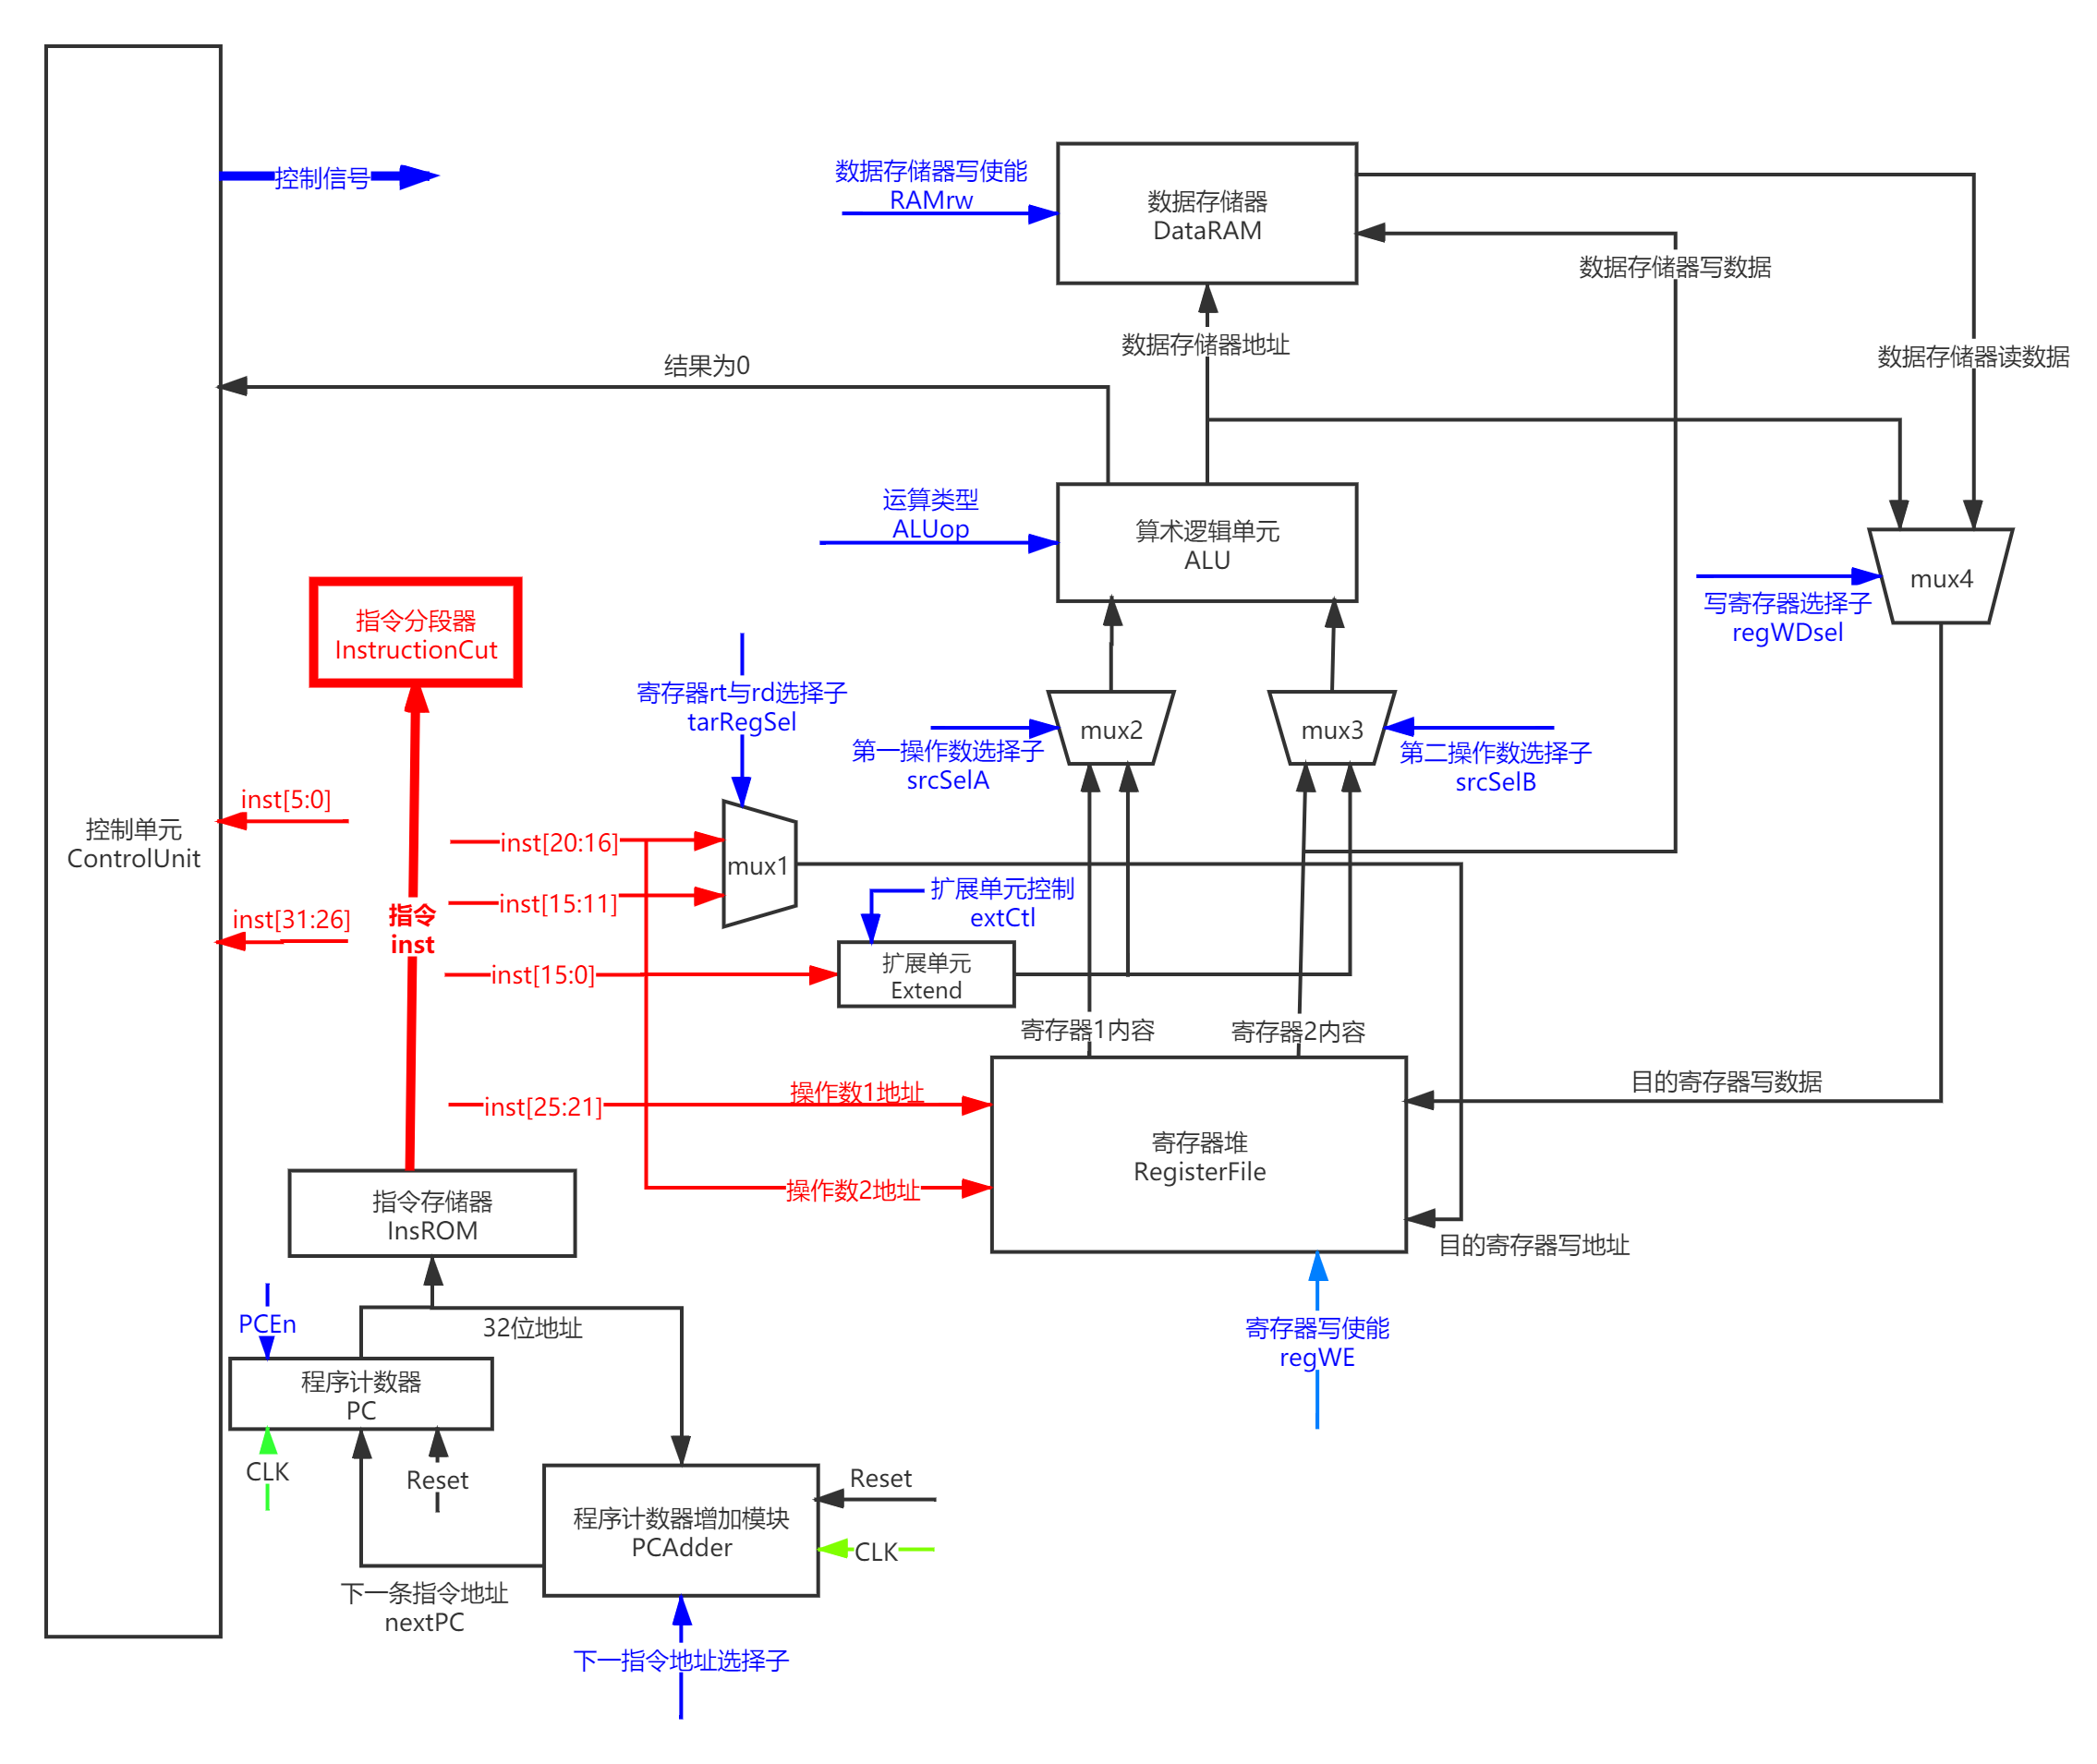 控制信号
数据存储器写使能
RAMrw
数据存储器
DataRAM
数据存储器写数据
数据存储器地址
数据存储器读数据
结果为0
运算类型
ALUop
算术逻辑单元
ALU
mux4
写寄存器选择子
regWDsel
指令分段器
InstructionCut
寄存器rt与rd选择子
tarRegSel
mux2
mux3
第一操作数选择子
srcSelA
第二操作数选择子
srcSelB
inst[5:0]
控制单元
ControlUnit
inst[20:16]
mux1
inst[15:11]
扩展单元控制
extCtl
inst[31:26]
指令
inst
inst[15:0]
扩展单元
Extend
寄存器1内容
寄存器2内容
操作数1地址
inst[25:21]
目的寄存器写数据
寄存器堆
RegisterFile
操作数2地址
指令存储器
InsROM
目的寄存器写地址
PCEn
32位地址
寄存器写使能
regWE
程序计数器
PC
CLK
Reset
Reset
程序计数器增加模块
PCAdder
CLK
下一条指令地址
nextPC
下一指令地址选择子